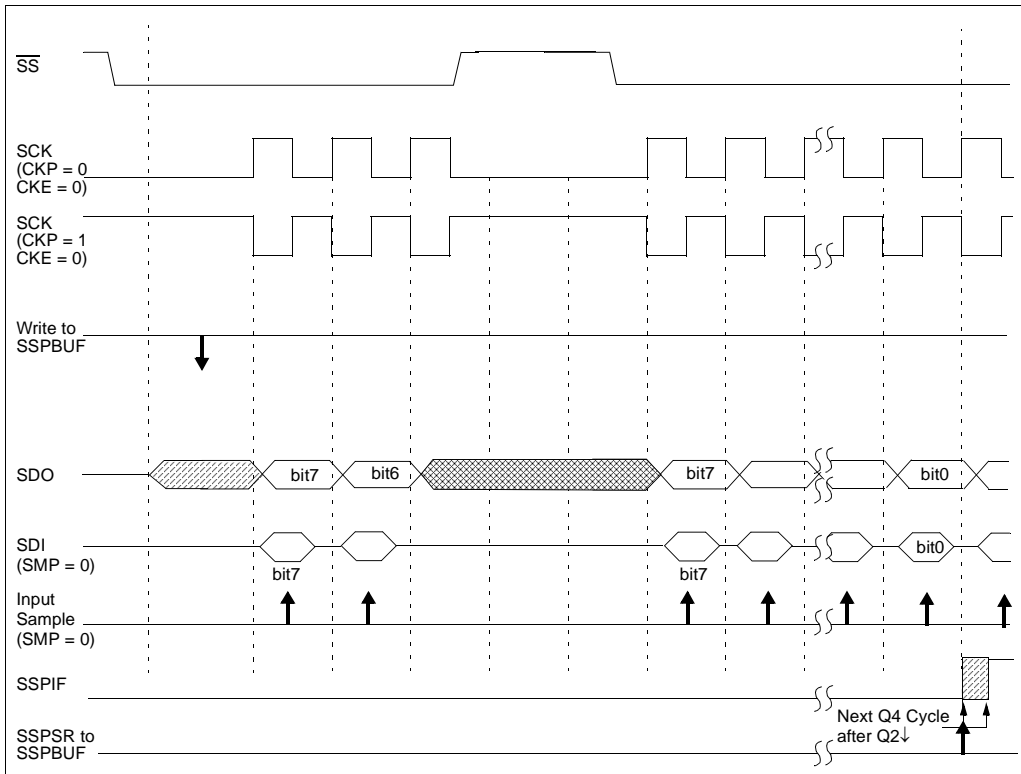 SS
SCK
(CKP = 0
CKE = 0)
SCK
(CKP = 1
CKE = 0)
Write to
SSPBUF
SDO
bit7
bit6
bit7
bit0
SDI
(SMP = 0)
bit7
bit7
bit0
Input
Sample
(SMP = 0)
SSPIF
Next Q4 Cycle
after Q2↓
SSPSR to
SSPBUF